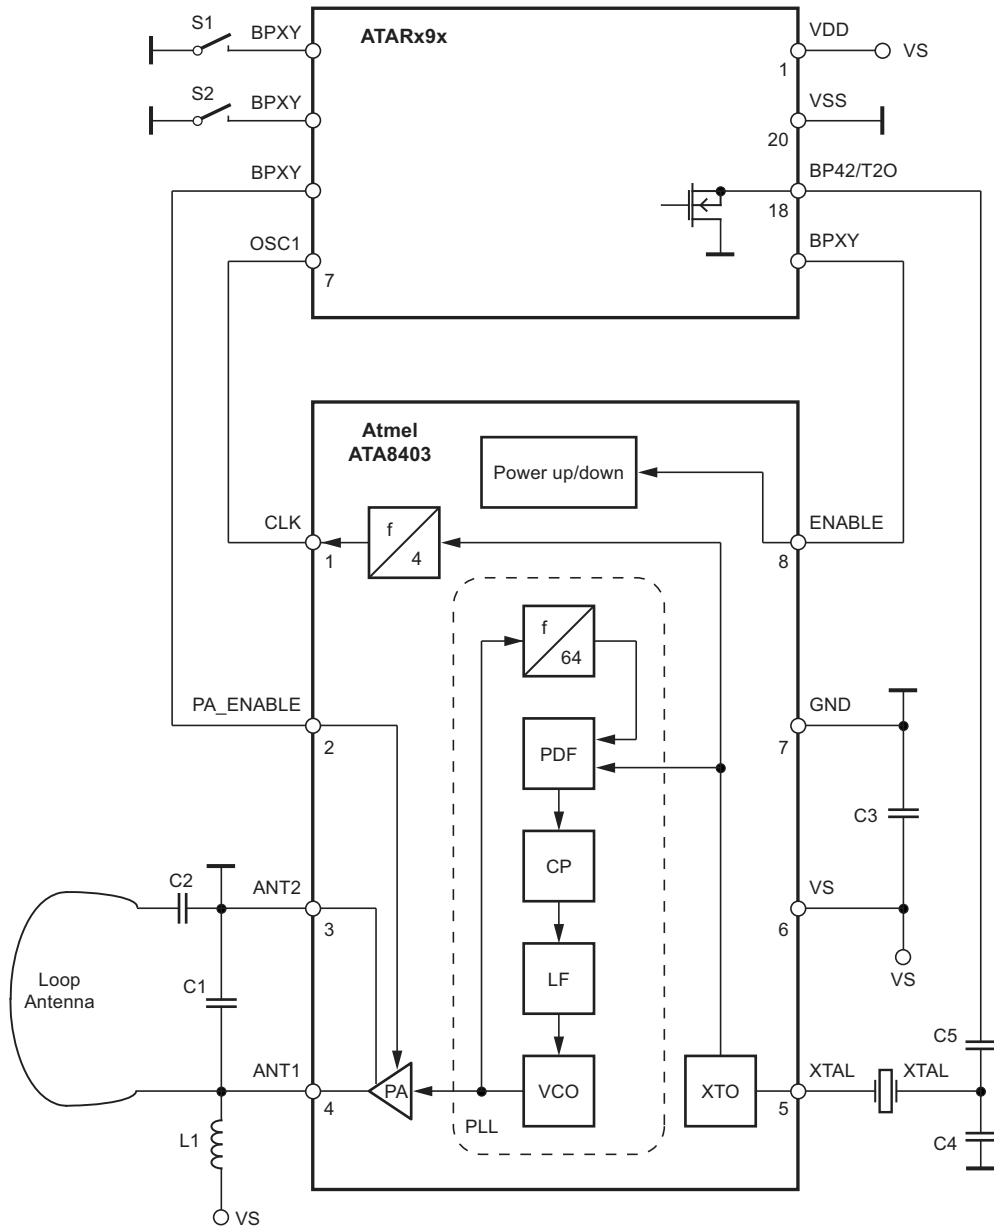 S1
BPXY
ATARx9x
VDD
1
VS
S2
BPXY
VSS
20
BPXY
BP42/T2O
18
OSC1
7
BPXY
Atmel
ATA8403
Power up/down
CLK
1
f
4
ENABLE
8
f
64
PA_ENABLE
2
PDF
GND
7
C3
CP
C2
ANT2
3
VS
6
VS
LF
Loop
Antenna
C1
C5
ANT1
4
PA
VCO
XTO
XTAL
5
XTAL
PLL
L1
C4
VS